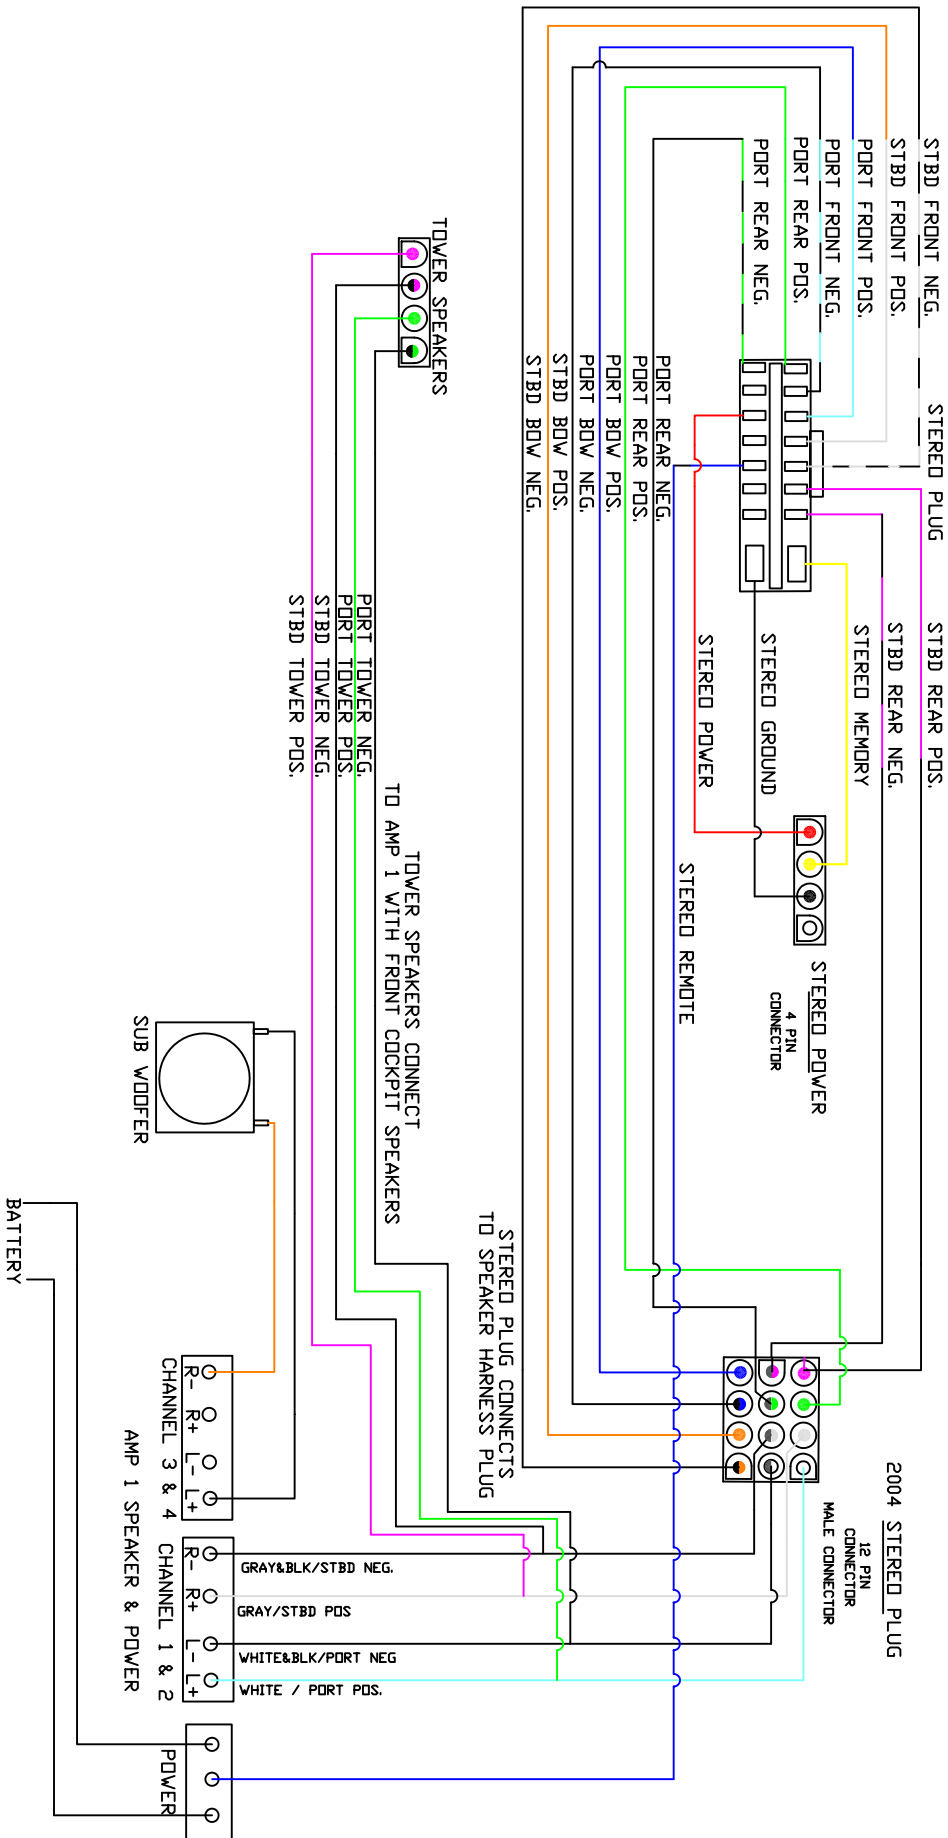 STBD FRONT NEG.
STBD FRONT POS.
PORT FRONT POS.
PORT FRONT NEG.
PORT REAR POS.
PORT REAR NEG.
STEREO PLUG
STBD REAR POS.
STBD REAR NEG.
STEREO MEMORY
STEREO GROUND
STEREO POWER
STEREO REMOTE
STEREO POWER
4 PIN
CONNECTOR
PORT REAR NEG.
PORT REAR POS.
PORT BOW POS.
PORT BOW NEG.
STBD BOW POS.
STBD BOW NEG.
TOWER SPEAKERS
PORT TOWER NEG.
PORT TOWER POS.
STBD TOWER NEG.
STBD TOWER POS.
TOWER SPEAKERS CONNECT
TO AMP 1 WITH FRONT COCKPIT SPEAKERS
STEREO PLUG CONNECTS
TO SPEAKER HARNESS PLUG
2004 STEREO PLUG
12 PIN
CONNECTOR
MALE CONNECTOR
SUB WOOFER
BATTERY
R- R+ L- L+
CHANNEL 3 & 4
R- R+ L- L+
CHANNEL 1 & 2
AMP 1 SPEAKER & POWER
GRAY&BLK/STBD NEG.
GRAY/STBD POS
WHITE&BLK/PORT NEG
WHITE / PORT POS.
POWER